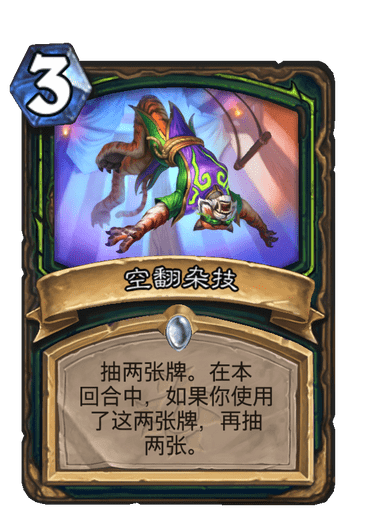 3
空翻杂技
抽两张牌。在本
回合中，如果你使用
了这两张牌，再抽
两张。